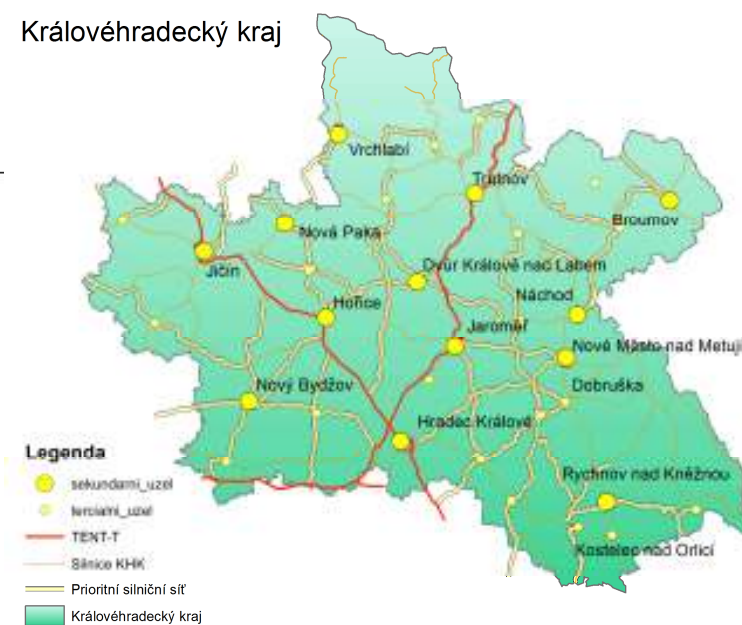 Královéhradecký kraj
Vrchlabí
Trutnov
Broumov
Nová Paka
Jičín
Dvůr Králové nad Labem
Náchod
Hořice
Jaroměř
Nové Město nad Metují
Nový Bydžov
Dobruška
Hradec Králové
Rychnov nad Kněžnou
Kostelec nad Orlicí
Legenda
sekundarni_uzel
terciarni_uzel
TENT-T
Silnice KHK
Prioritní silniční síť
Královéhradecký kraj